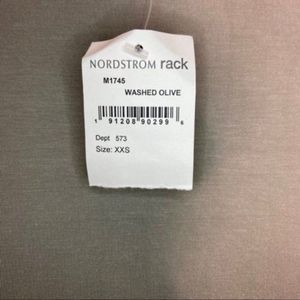 NORDSTROM rack
M1745
WASHED OLIVE
1 91208 90299 6
Dept 573
Size: XXS